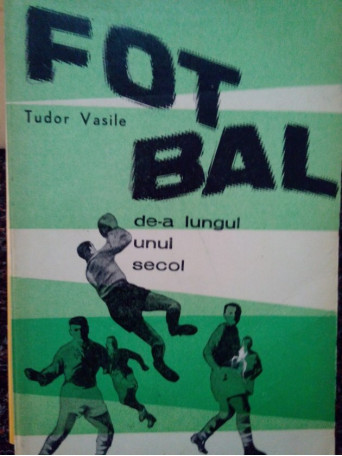 FOT
Tudor Vasile
BAL
de-a lungul
unui
secol